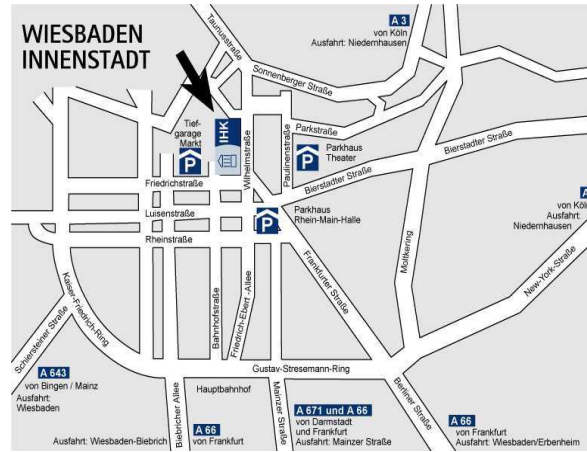 WIESBADEN
INNENSTADT
Taunusstraße
A 3
von Köln
Ausfahrt: Niedernhausen
Sonnenberger Straße
Tief-
garage
Markt
P
IHK
Wilhelmstraße
Paulinenstraße
Parkstraße
P
Parkhaus
Theater
Bierstadter Straße
Bierstadter Straße
Friedrichstraße
Luisenstraße
Rheinstraße
P
Parkhaus
Rhein-Main-Halle
A
von Köln
Ausfahrt:
Niedernhausen
Kaiser-Friedrich-Ring
Bahnhofstraße
Friedrich-Ebert-Allee
Frankfurter Straße
Moltkering
New-York-Straße
Schiersteiner Straße
Gustav-Stresemann-Ring
A 643
von Bingen / Mainz
Ausfahrt:
Wiesbaden
Hauptbahnhof
Biebricher Allee
Mainzer Straße
Berliner Straße
Ausfahrt: Wiesbaden-Biebrich
A 66
von Frankfurt
A 671 und A 66
von Darmstadt
und Frankfurt
Ausfahrt: Mainzer Straße
A 66
von Frankfurt
Ausfahrt: Wiesbaden/Erbenheim